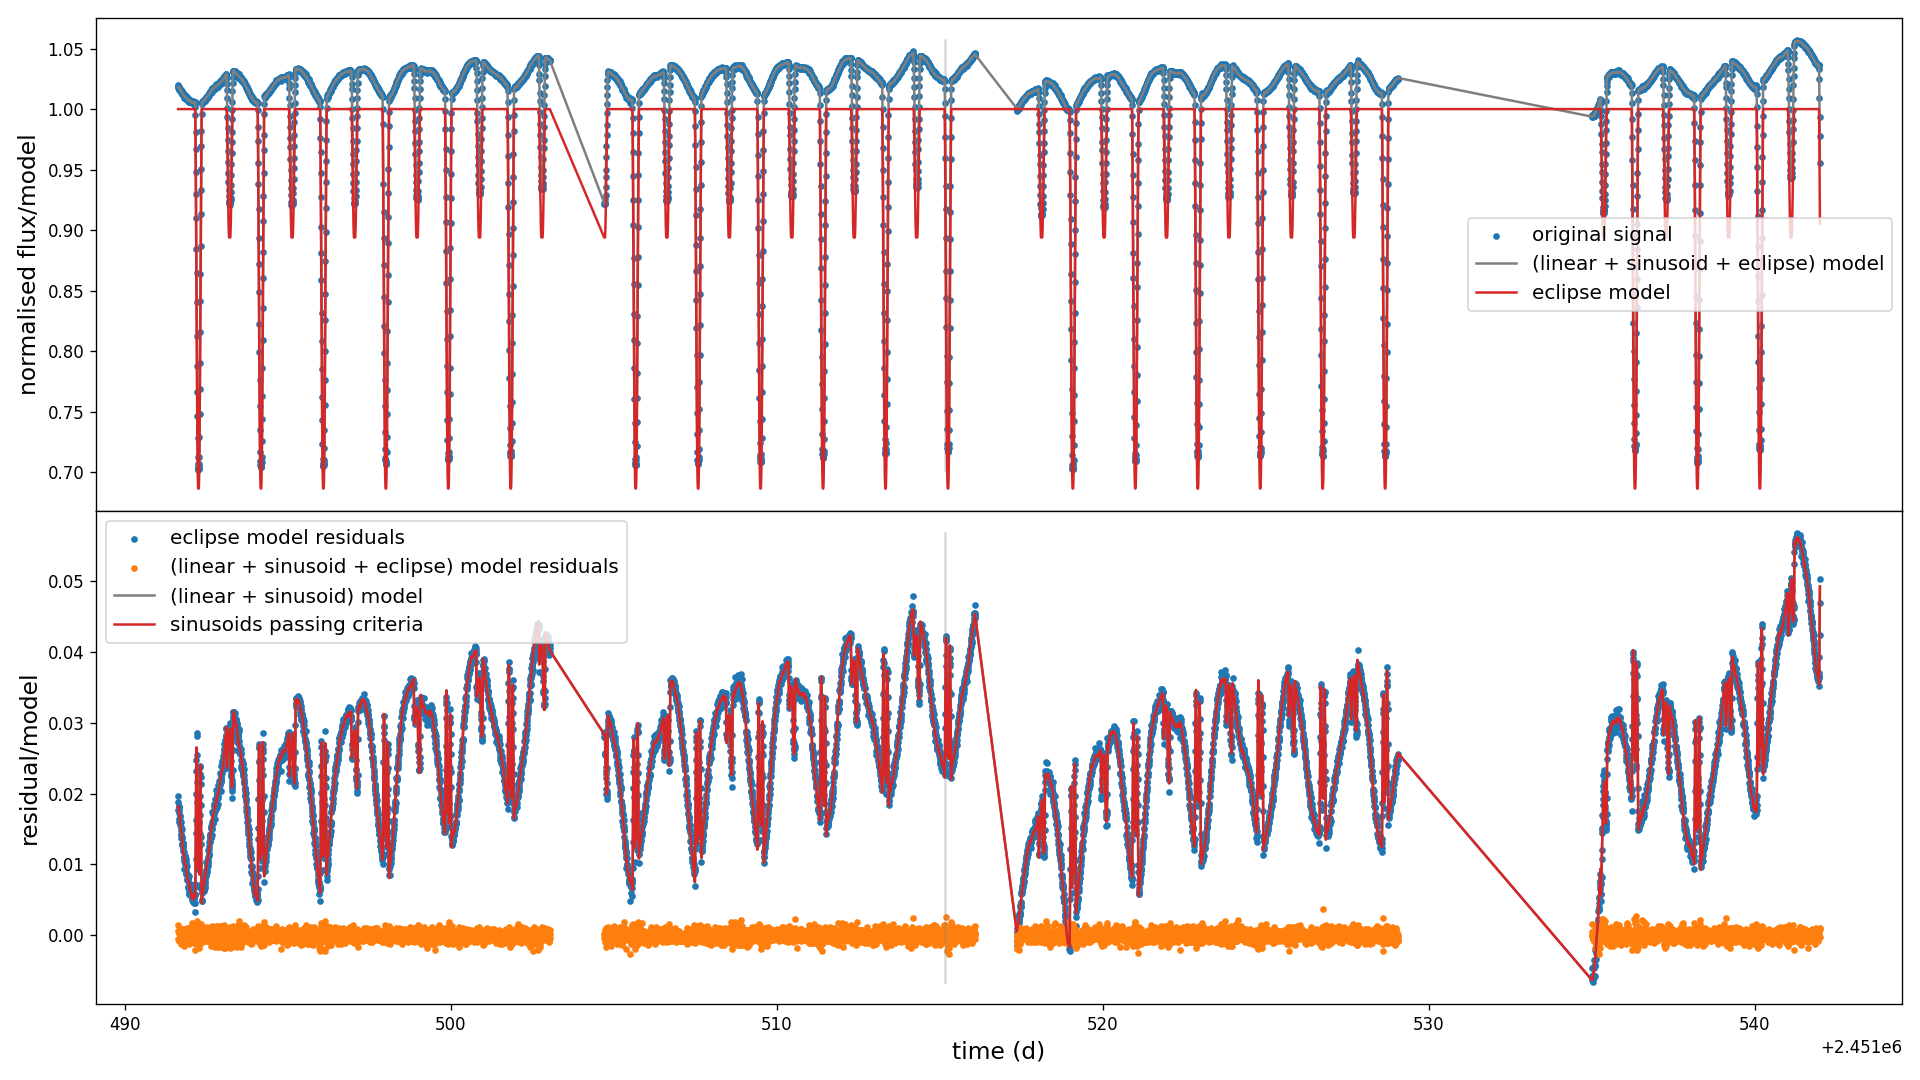 normalised flux/model
1.05
1.00
0.95
0.90
0.85
0.80
0.75
0.70
original signal
(linear + sinusoid + eclipse) model
eclipse model
residual/model
0.05
0.04
0.03
0.02
0.01
0.00
eclipse model residuals
(linear + sinusoid + eclipse) model residuals
(linear + sinusoid) model
sinusoids passing criteria
490
500
510
520
530
540
time (d)
+2.451e6